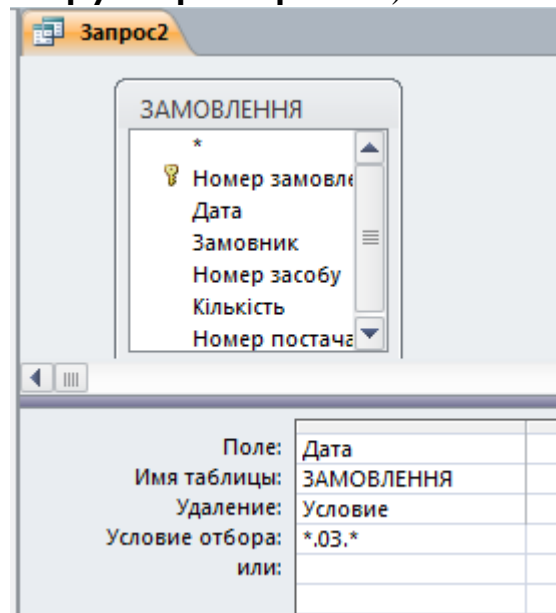 Запрос2
ЗАМОВЛЕННЯ
*
Номер замовле
Дата
Замовник
Номер засобу
Кількість
Номер постача
Поле: Дата
Имя таблицы: ЗАМОВЛЕННЯ
Удаление: Условие
Условие отбора: *.03.*
или: